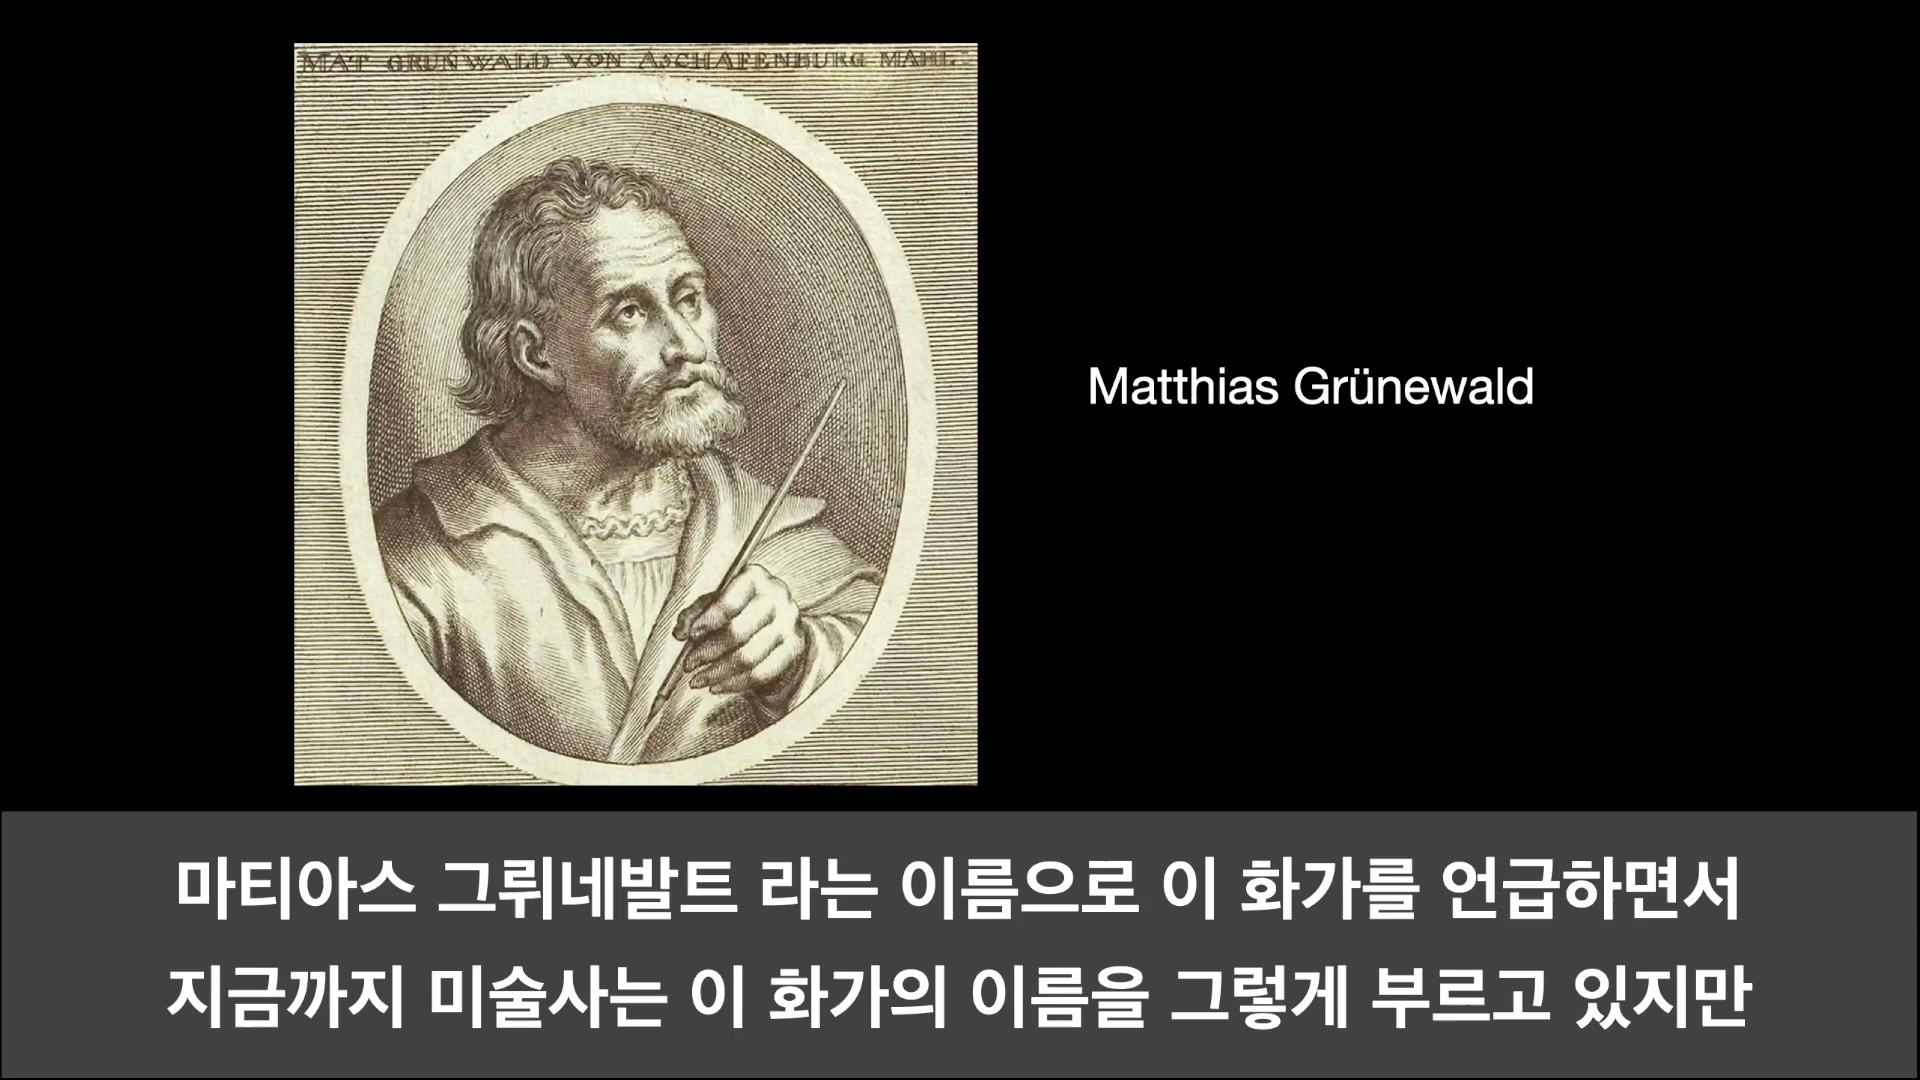 MAT GRUNWALD VON ASCHAFENBURG MAHL.
Matthias Grünewald
마티아스 그뤼네발트 라는 이름으로 이 화가를 언급하면서
지금까지 미술사는 이 화가의 이름을 그렇게 부르고 있지만